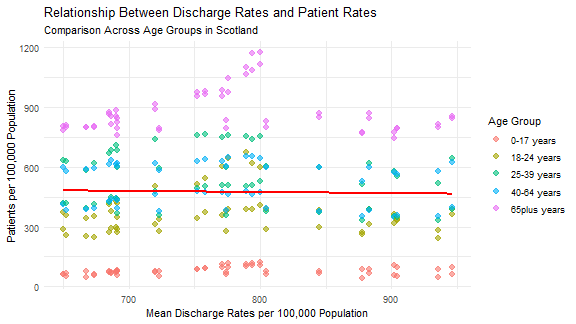 Relationship Between Discharge Rates and Patient Rates
Comparison Across Age Groups in Scotland
Patients per 100,000 Population
1200
900
600
300
0
700
800
900
Mean Discharge Rates per 100,000 Population
Age Group
0-17 years
18-24 years
25-39 years
40-64 years
65plus years